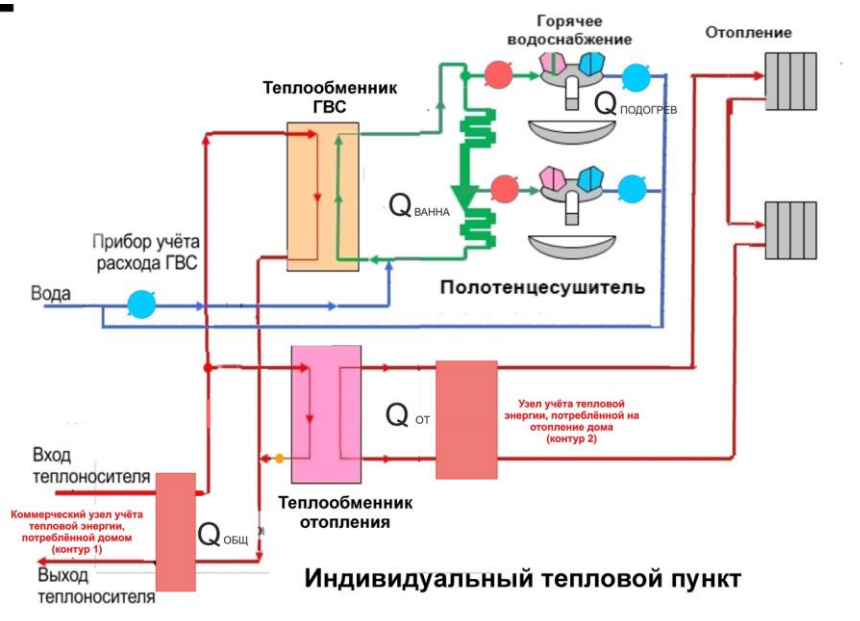 Горячее
водоснабжение
Отопление
Теплообменник
ГВС
Q ПОДОГРЕВ
Q ВАННА
Прибор учёта
расхода ГВС
Вода
Полотенцесушитель
Q ОТ
Узел учёта тепловой
энергии, потреблённой на
отопление дома
(контур 2)
Вход
теплоносителя
Теплообменник
отопления
Коммерческий узел учёта
тепловой энергии,
потреблённой домом
(контур 1)
Q ОБЩ
Выход
теплоносителя
Индивидуальный тепловой пункт